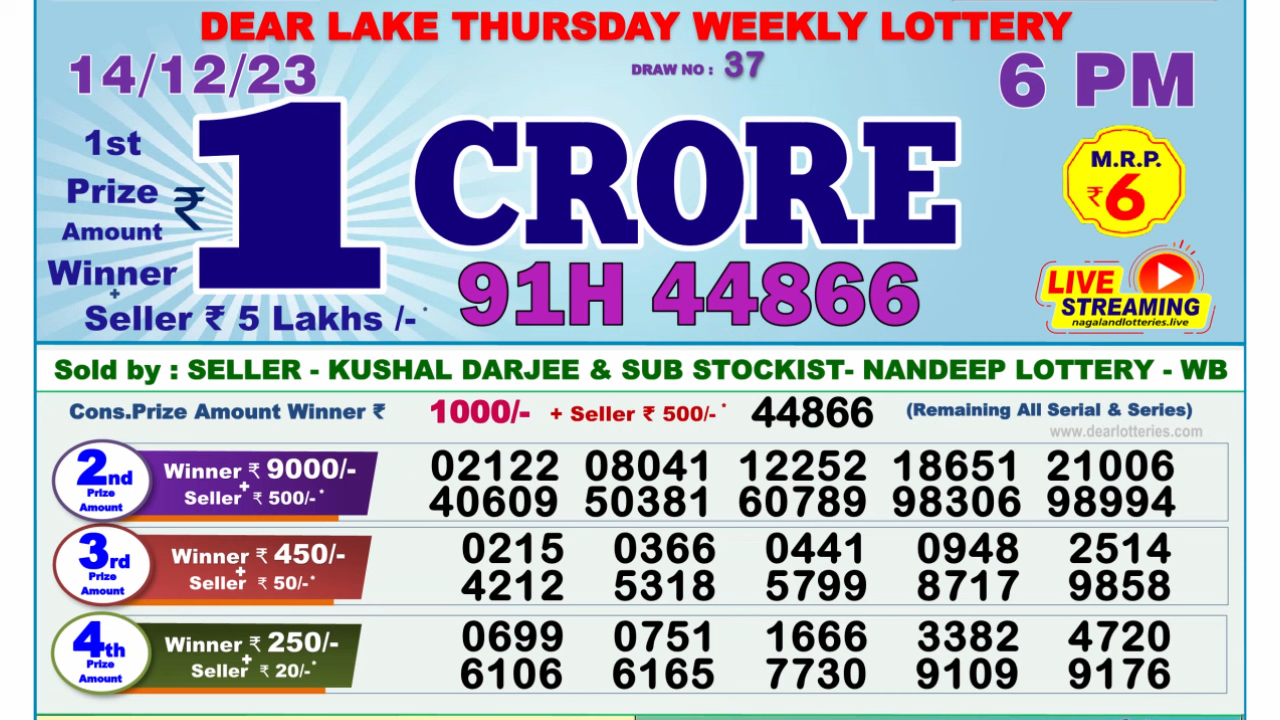 DEAR LAKE THURSDAY WEEKLY LOTTERY
14/12/23
DRAW NO : 37
6 PM
1st
Prize
Amount
Winner
+
Seller ₹ 5 Lakhs /-*
₹ 1 CRORE
91H 44866
M.R.P.
₹6
LIVE
STREAMING
nagalandlotteries.live
Sold by : SELLER - KUSHAL DARJEE & SUB STOCKIST- NANDEEP LOTTERY - WB
Cons.Prize Amount Winner ₹ 1000/- + Seller ₹ 500/-* 44866 (Remaining All Serial & Series)
www.dearlotteries.com
2nd
Prize
Amount
Winner ₹ 9000/-
+
Seller ₹ 500/-*
02122 08041 12252 18651 21006
40609 50381 60789 98306 98994
3rd
Prize
Amount
Winner ₹ 450/-
+
Seller ₹ 50/-*
0215 0366 0441 0948 2514
4212 5318 5799 8717 9858
4th
Prize
Amount
Winner ₹ 250/-
+
Seller ₹ 20/-*
0699 0751 1666 3382 4720
6106 6165 7730 9109 9176